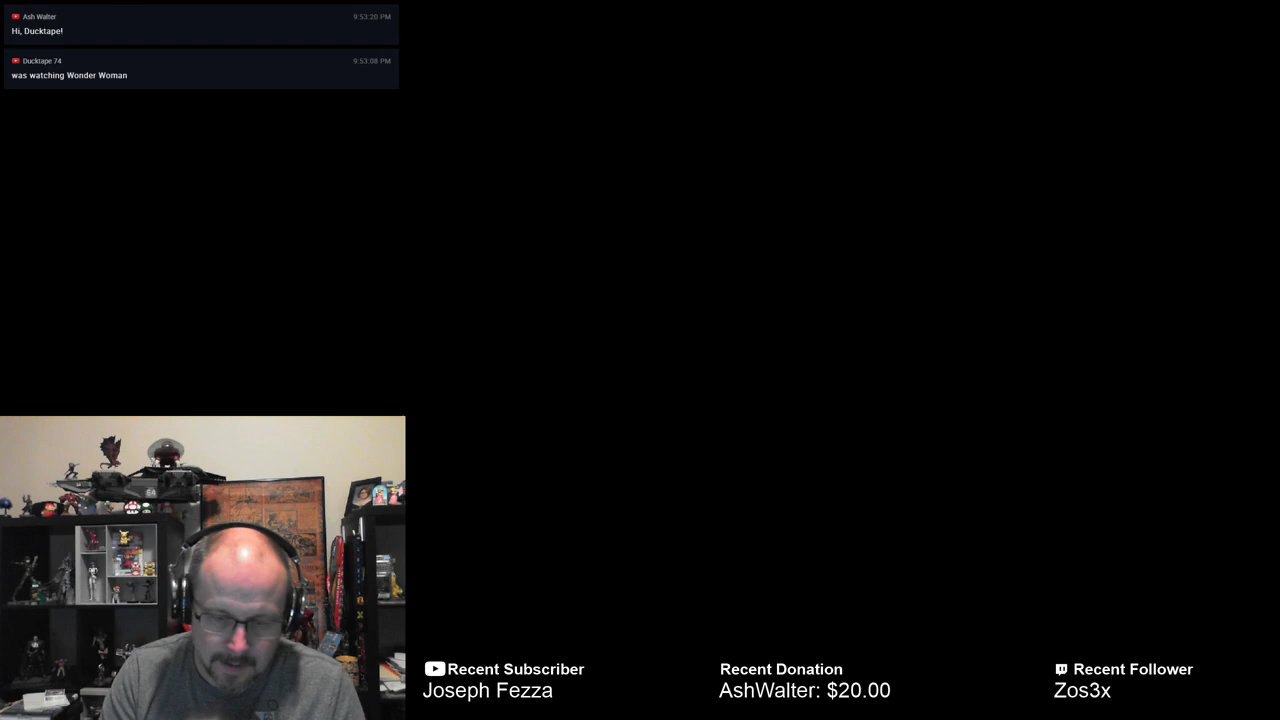 Ash Walter 9:53:20 PM
Hi, Ducktape!
Ducktape 74 9:53:08 PM
was watching Wonder Woman
Recent Subscriber
Joseph Fezza
Recent Donation
AshWalter: $20.00
Recent Follower
Zos3x